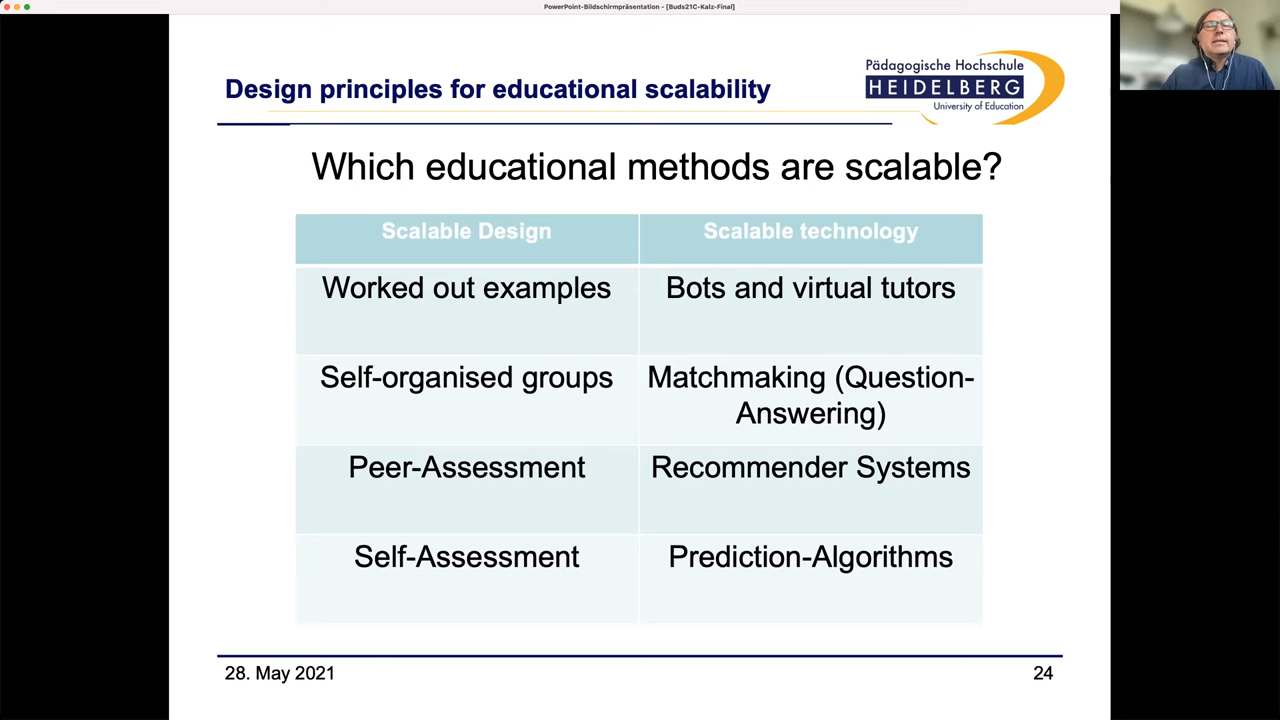 PowerPoint-Bildschirmpräsentation - [Buds21C-Kalz-Final]
Design principles for educational scalability
Pädagogische Hochschule
HEIDELBERG
University of Education
Which educational methods are scalable?
Scalable Design
Scalable technology
Worked out examples
Bots and virtual tutors
Self-organised groups
Matchmaking (Question-
Answering)
Peer-Assessment
Recommender Systems
Self-Assessment
Prediction-Algorithms
28. May 2021
24